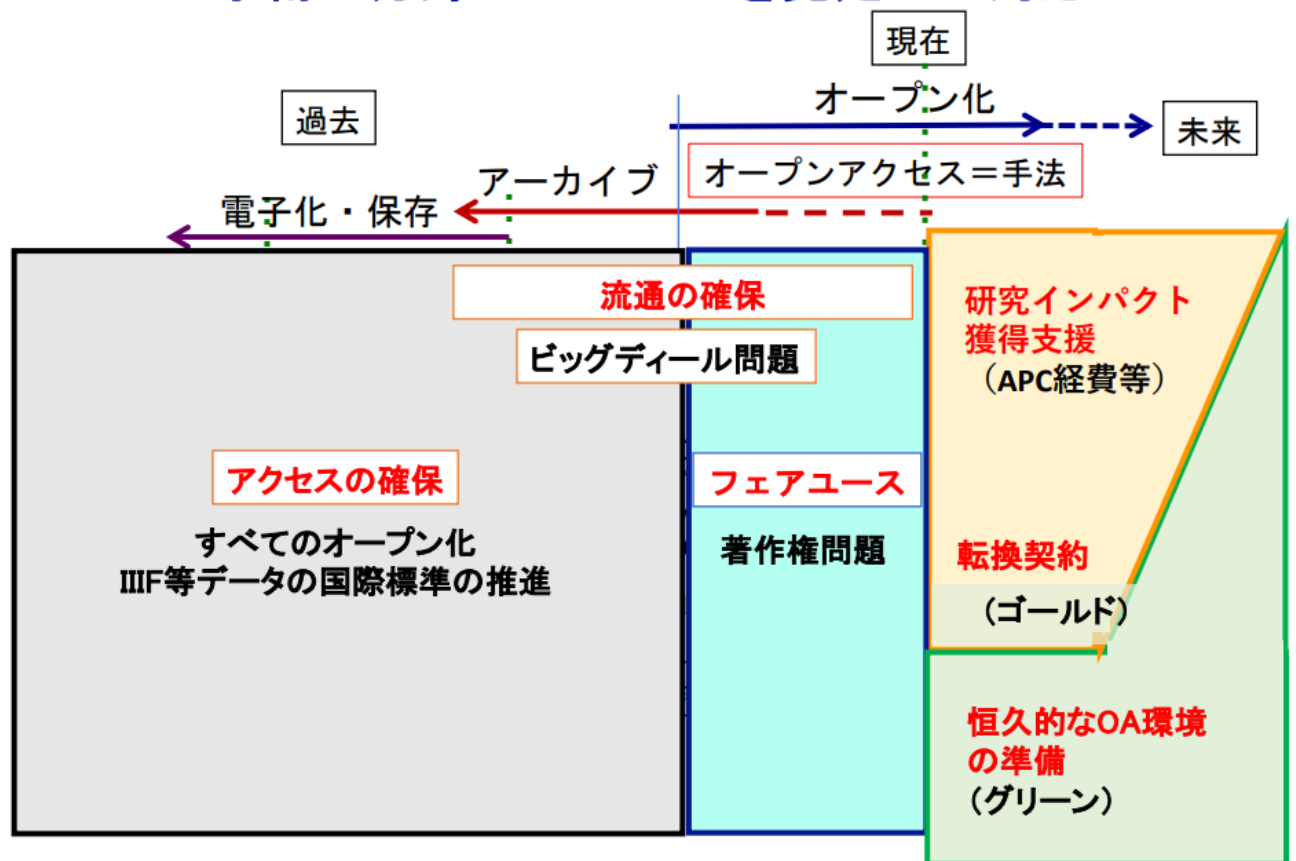 現在
オープン化
過去
未来
オープンアクセス＝手法
アーカイブ
電子化・保存
流通の確保
研究インパクト
獲得支援
（APC経費等）
ビッグディール問題
アクセスの確保
フェアユース
すべてのオープン化
IIIF等データの国際標準の推進
著作権問題
転換契約
（ゴールド）
恒久的なOA環境
の準備
（グリーン）